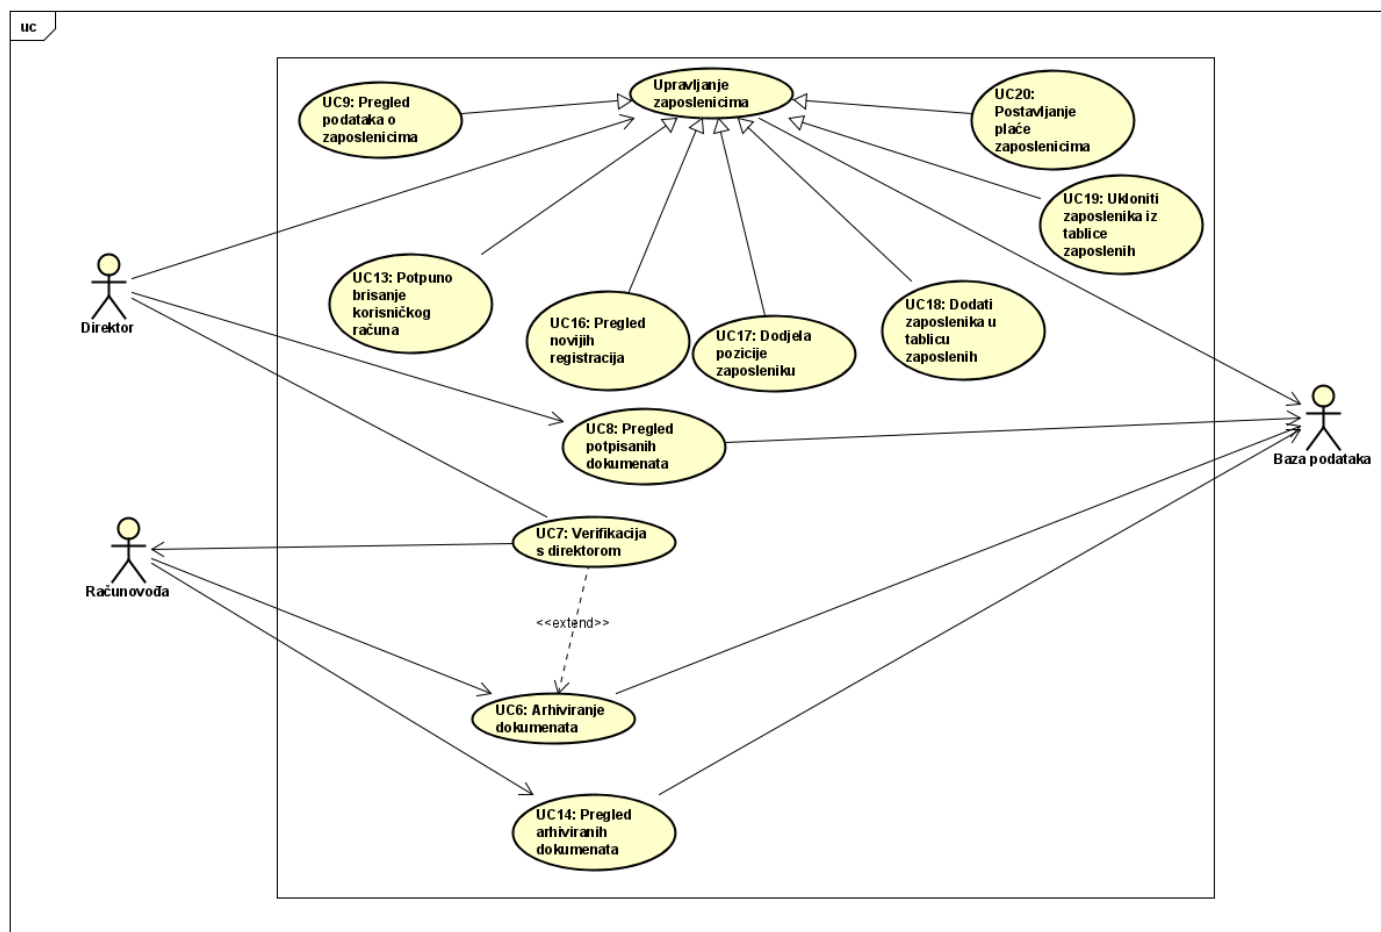 uc
Upravljanje
zaposlenicima
UC9: Pregled
podataka o
zaposlenicima
UC20:
Postavljanje
plaće
zaposlenicima
UC19: Ukloniti
zaposlenika iz
tablice
zaposlenih
Direktor
UC13: Potpuno
brisanje
korisničkog
računa
UC16: Pregled
novijih
registracija
UC17: Dodjela
pozicije
zaposleniku
UC18: Dodati
zaposlenika u
tablicu
zaposlenih
UC8: Pregled
potpisanih
dokumenata
Baza podataka
UC7: Verifikacija
s direktorom
Računovođa
<<extend>>
UC6: Arhiviranje
dokumenata
UC14: Pregled
arhiviranih
dokumenata